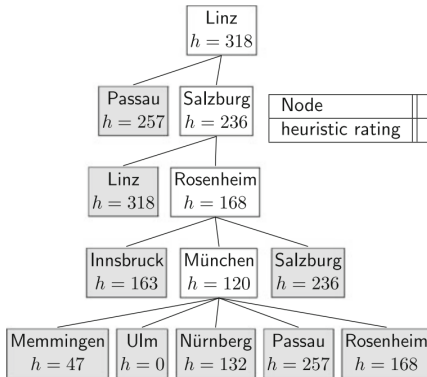 Linz
h = 318
Passau
h = 257
Salzburg
h = 236
Node
heuristic rating
Linz
h = 318
Rosenheim
h = 168
Innsbruck
h = 163
München
h = 120
Salzburg
h = 236
Memmingen
h = 47
Ulm
h = 0
Nürnberg
h = 132
Passau
h = 257
Rosenheim
h = 168